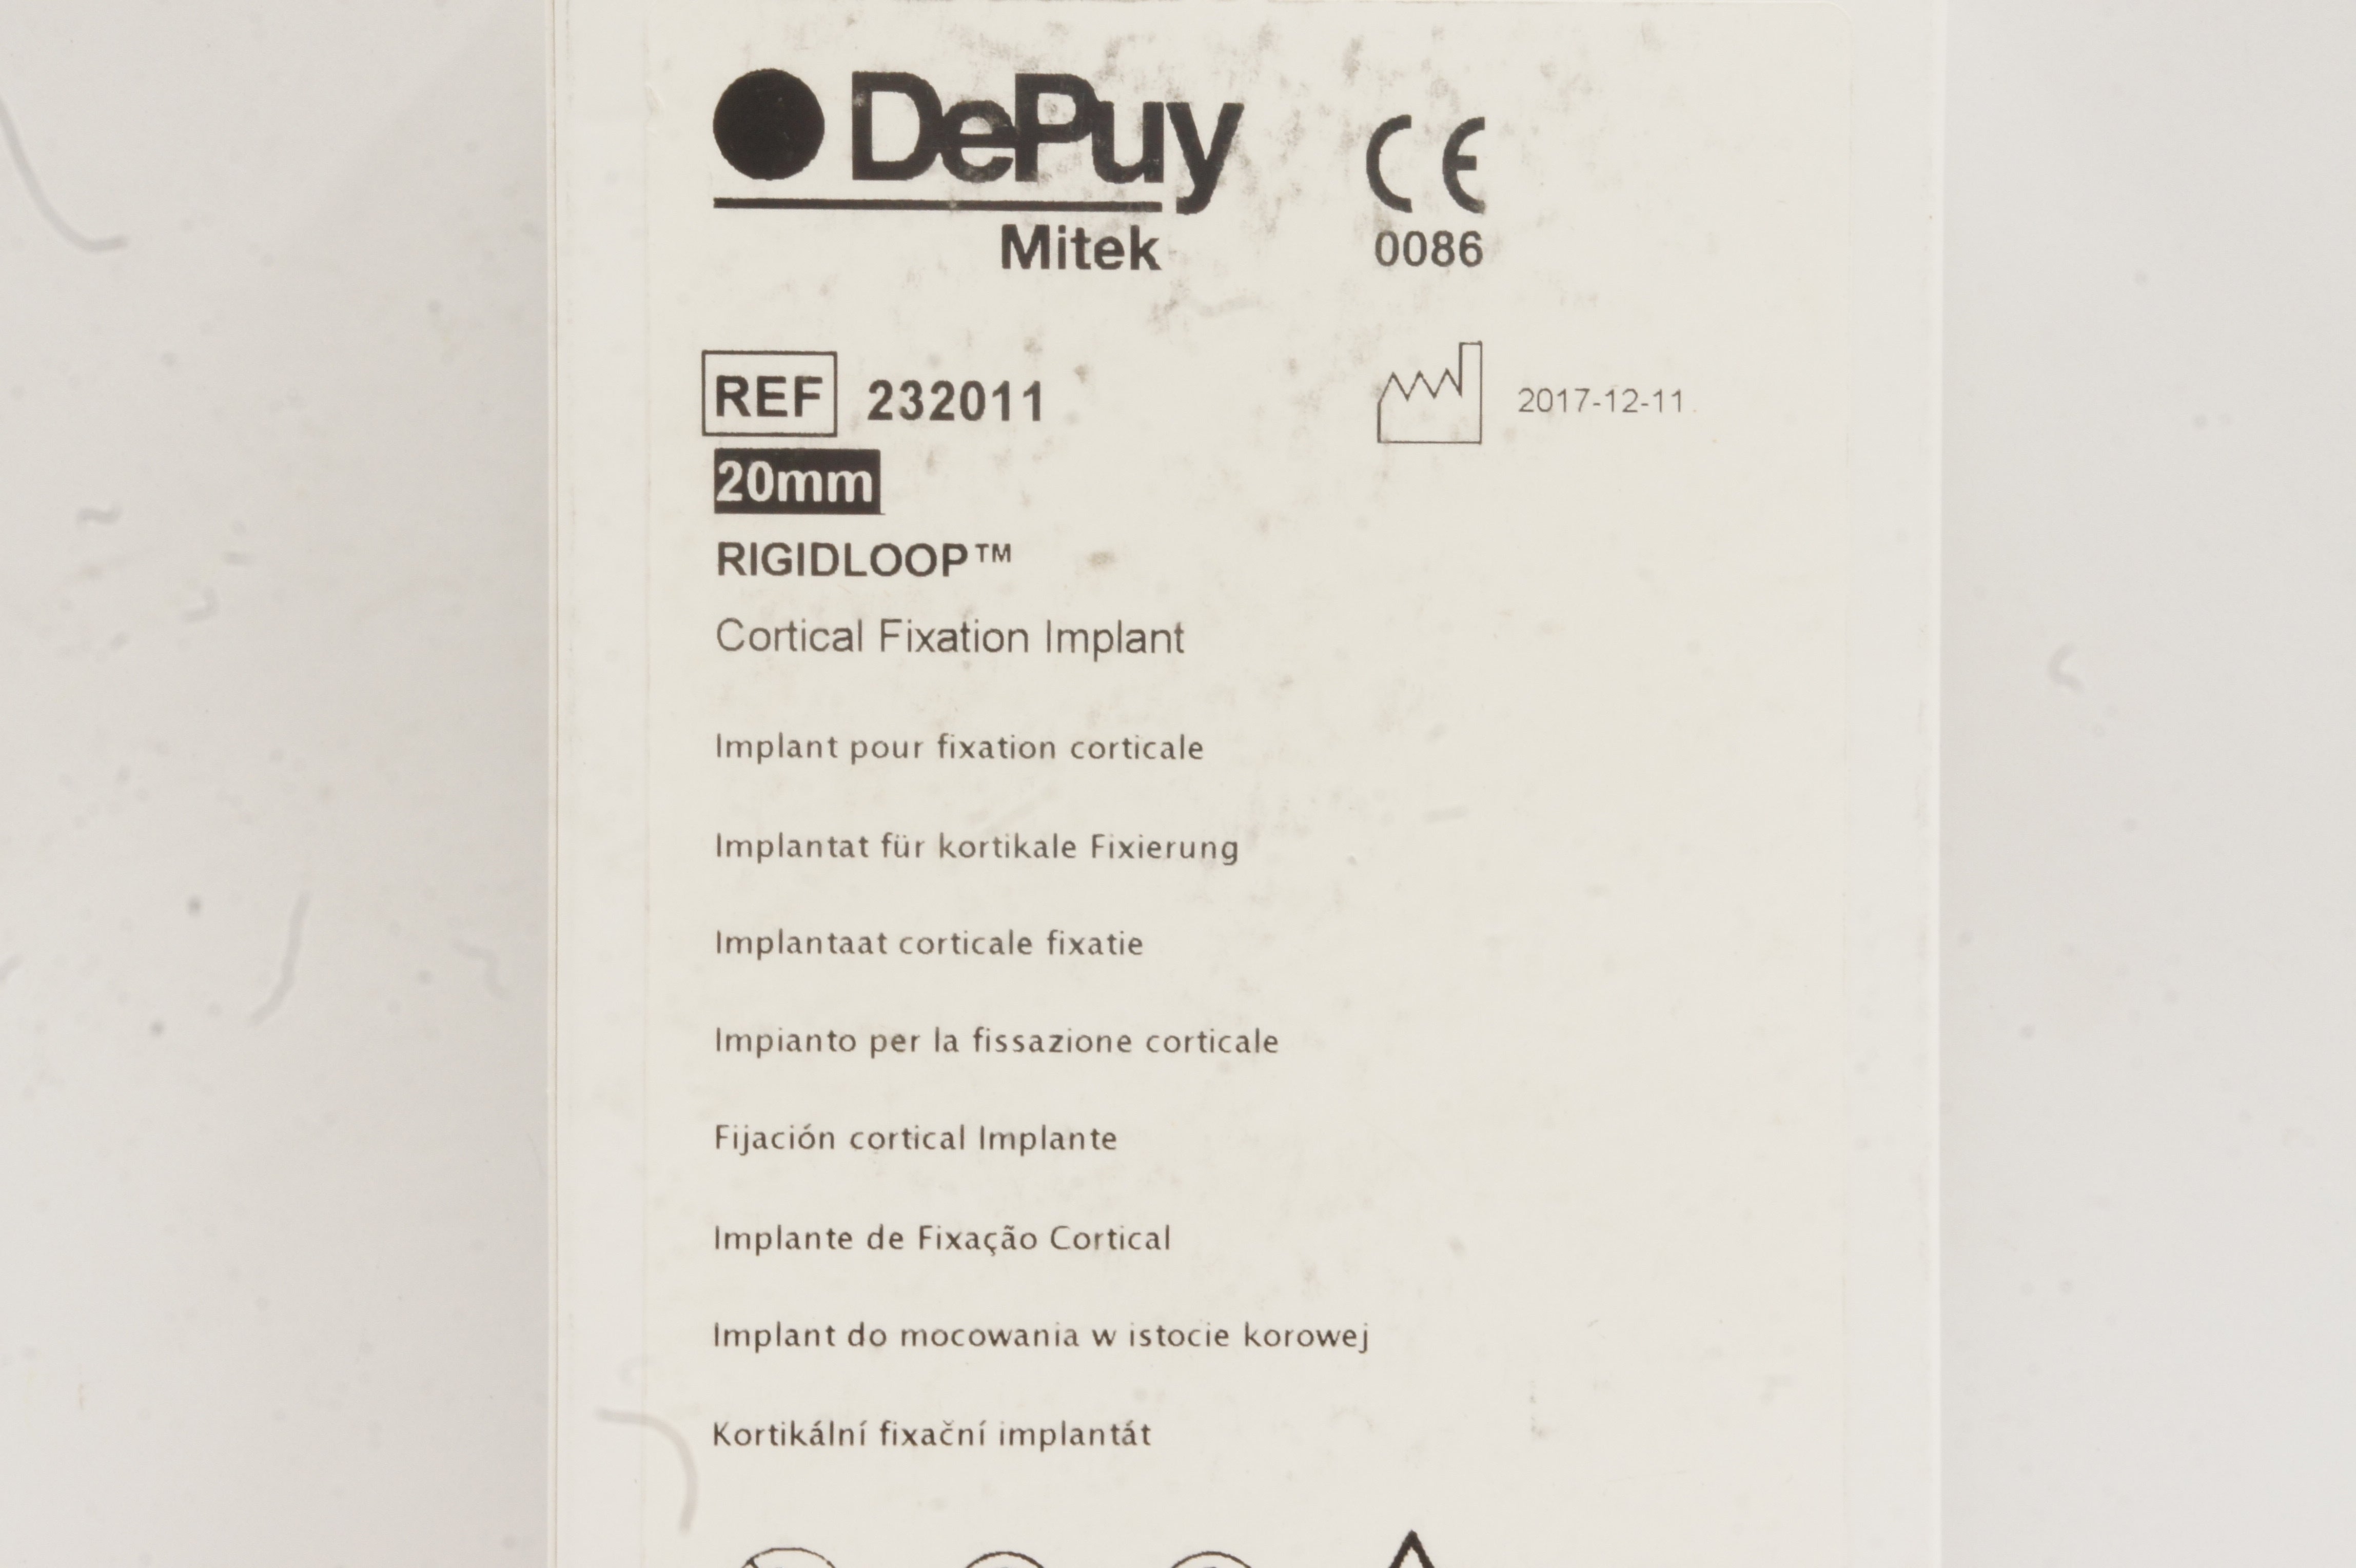 DePuy
Mitek
CE
0086
REF 232011
2017-12-11
20mm
RIGIDLOOP™
Cortical Fixation Implant
Implant pour fixation corticale
Implantat für kortikale Fixierung
Implantaat corticale fixatie
Impianto per la fissazione corticale
Fijación cortical Implante
Implante de Fixação Cortical
Implant do mocowania w istocie korowej
Kortikální fixační implantát